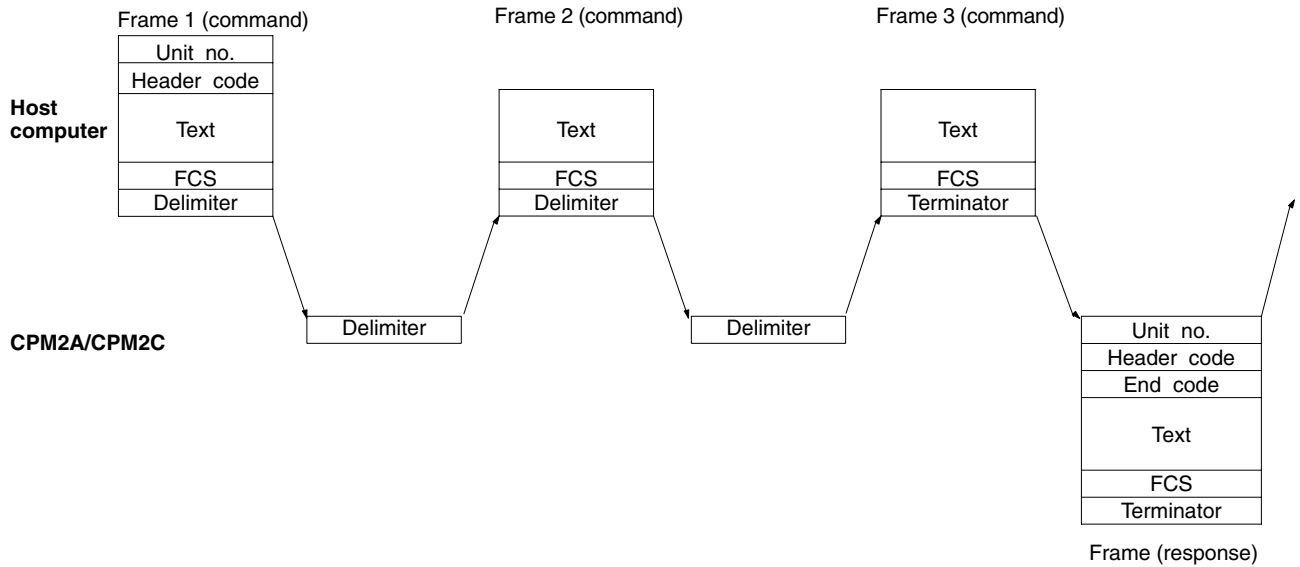 Frame 1 (command)
Unit no.
Header code
Text
FCS
Delimiter
Host
computer
Frame 2 (command)
Text
FCS
Delimiter
Frame 3 (command)
Text
FCS
Terminator
CPM2A/CPM2C
Delimiter
Delimiter
Unit no.
Header code
End code
Text
FCS
Terminator
Frame (response)